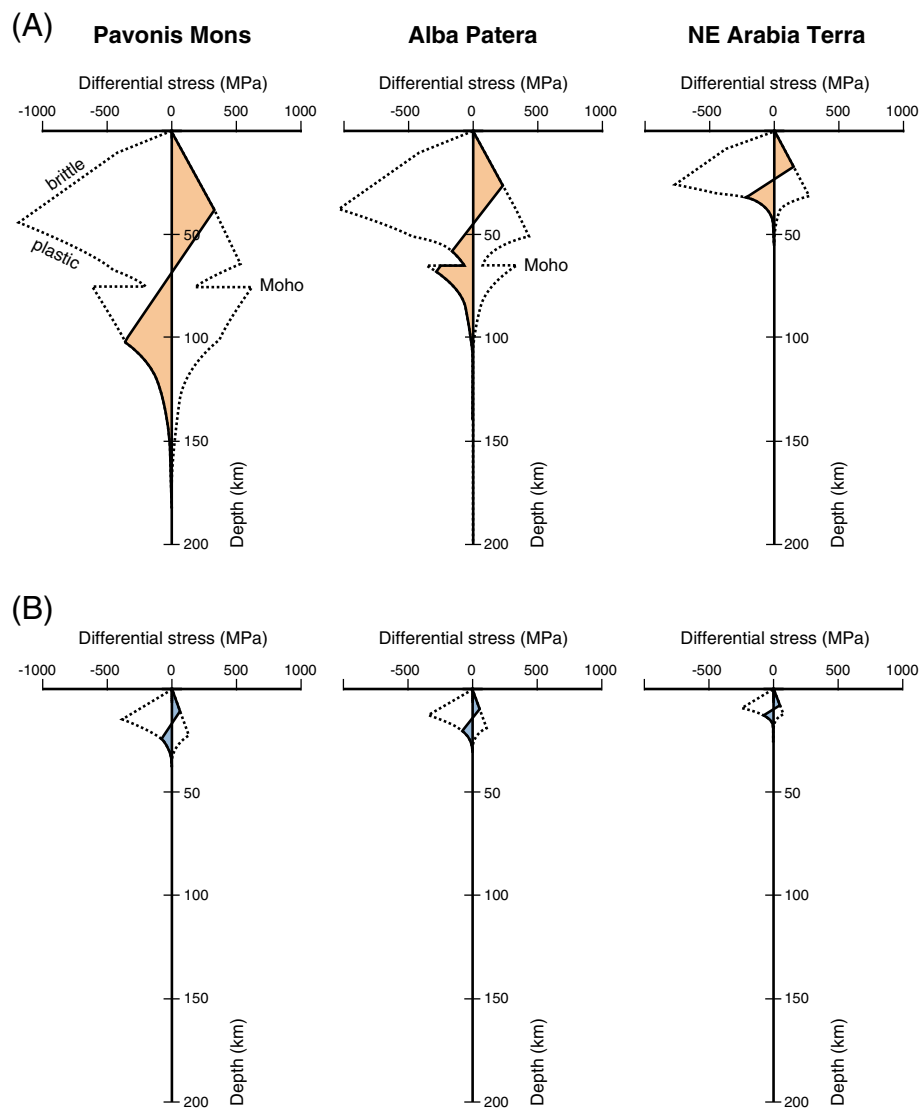 (A)
Pavonis Mons
Alba Patera
NE Arabia Terra
Differential stress (MPa)
Differential stress (MPa)
Differential stress (MPa)
-1000 -500 0 500 1000
-500 0 500 1000
-500 0 500 1000
brittle
plastic
50
50
50
Moho
Moho
100
100
100
150
150
150
Depth (km)
Depth (km)
Depth (km)
200
200
200
(B)
Differential stress (MPa)
Differential stress (MPa)
Differential stress (MPa)
-1000 -500 0 500 1000
-500 0 500 1000
-500 0 500 1000
50
50
50
100
100
100
150
150
150
Depth (km)
Depth (km)
Depth (km)
200
200
200